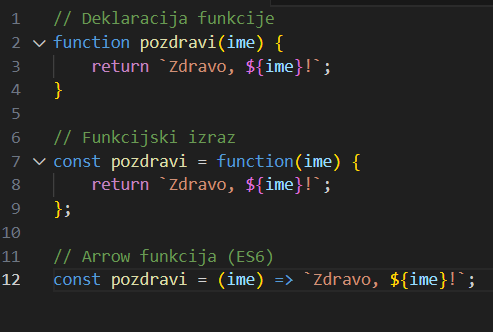 1 // Deklaracija funkcije
2 function pozdravi(ime) {
3     return `Zdravo, ${ime}!`;
4 }
5
6 // Funkcijski izraz
7 const pozdravi = function(ime) {
8     return `Zdravo, ${ime}!`;
9 };
10
11 // Arrow funkcija (ES6)
12 const pozdravi = (ime) => `Zdravo, ${ime}!`;